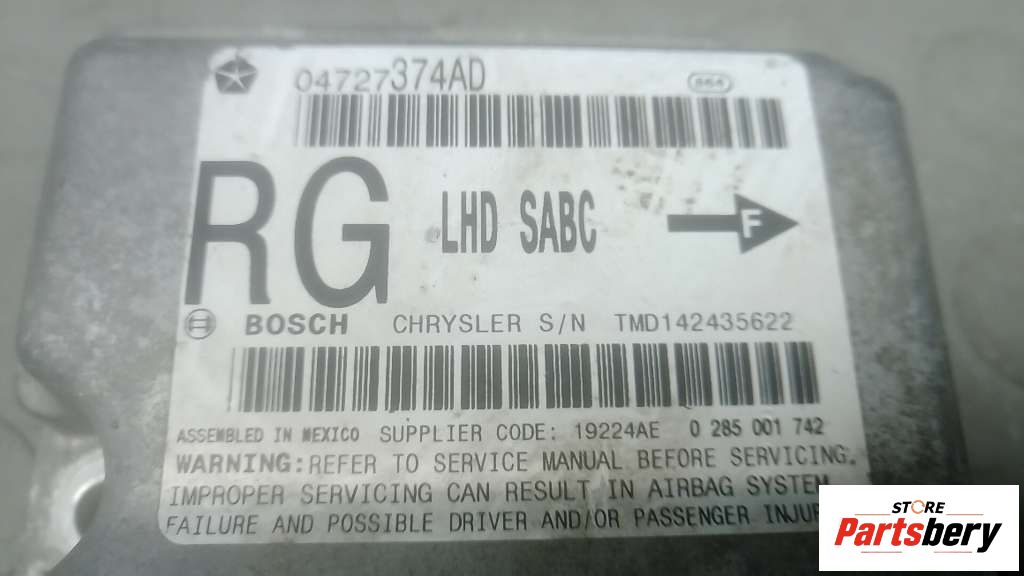 04727374AD 864
RG LHD SABC F
BOSCH CHRYSLER S/N TMD142435622
ASSEMBLED IN MEXICO SUPPLIER CODE: 19224AE 0 285 001 742
WARNING: REFER TO SERVICE MANUAL BEFORE SERVICING.
IMPROPER SERVICING CAN RESULT IN AIRBAG SYSTEM
FAILURE AND POSSIBLE DRIVER AND/OR PASSENGER
STORE
Partsbery